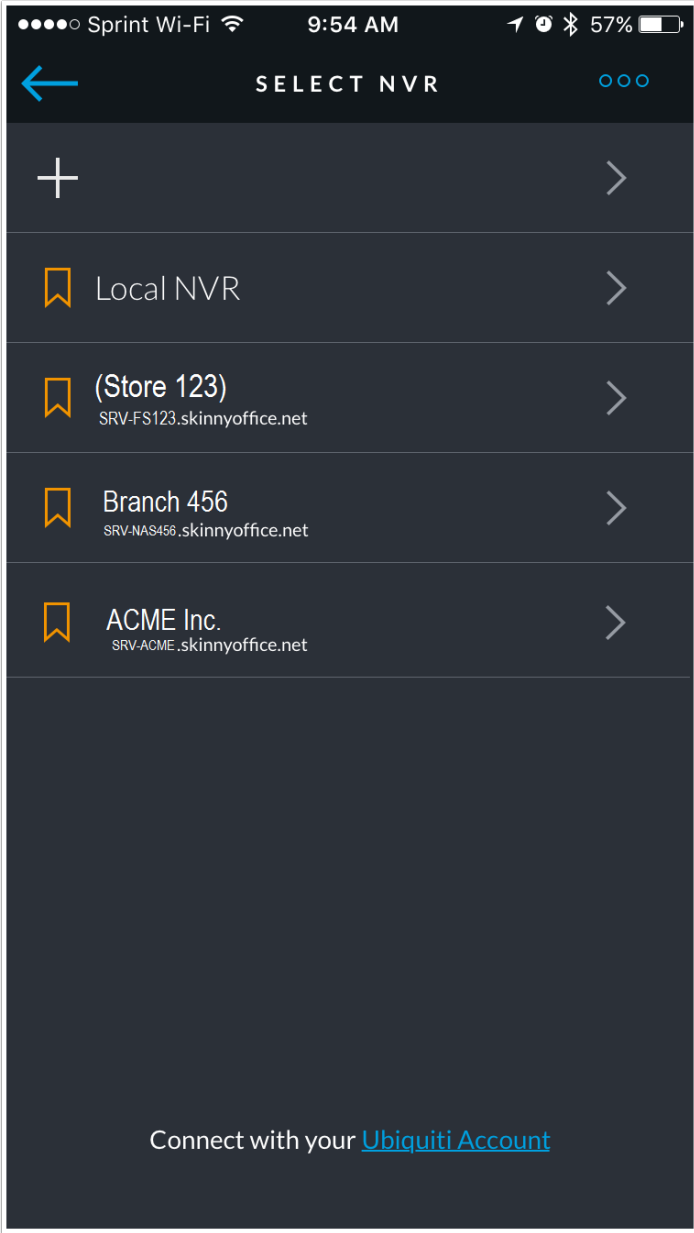 Sprint Wi-Fi 9:54 AM 57%
SELECT NVR
Local NVR
(Store 123)
SRV-FS123.skinnyoffice.net
Branch 456
SRV-NAS456.skinnyoffice.net
ACME Inc.
SRV-ACME.skinnyoffice.net
Connect with your Ubiquiti Account